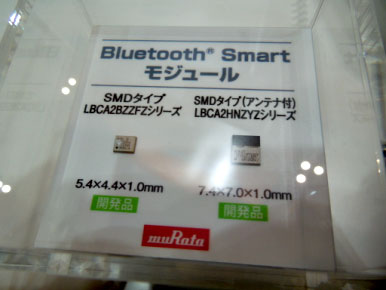 Bluetooth® Smart
モジュール
SMDタイプ
LBCA2BZZFZシリーズ
5.4×4.4×1.0mm
開発品
SMDタイプ(アンテナ付)
LBCA2HNZYZシリーズ
7.4×7.0×1.0mm
開発品
muRata